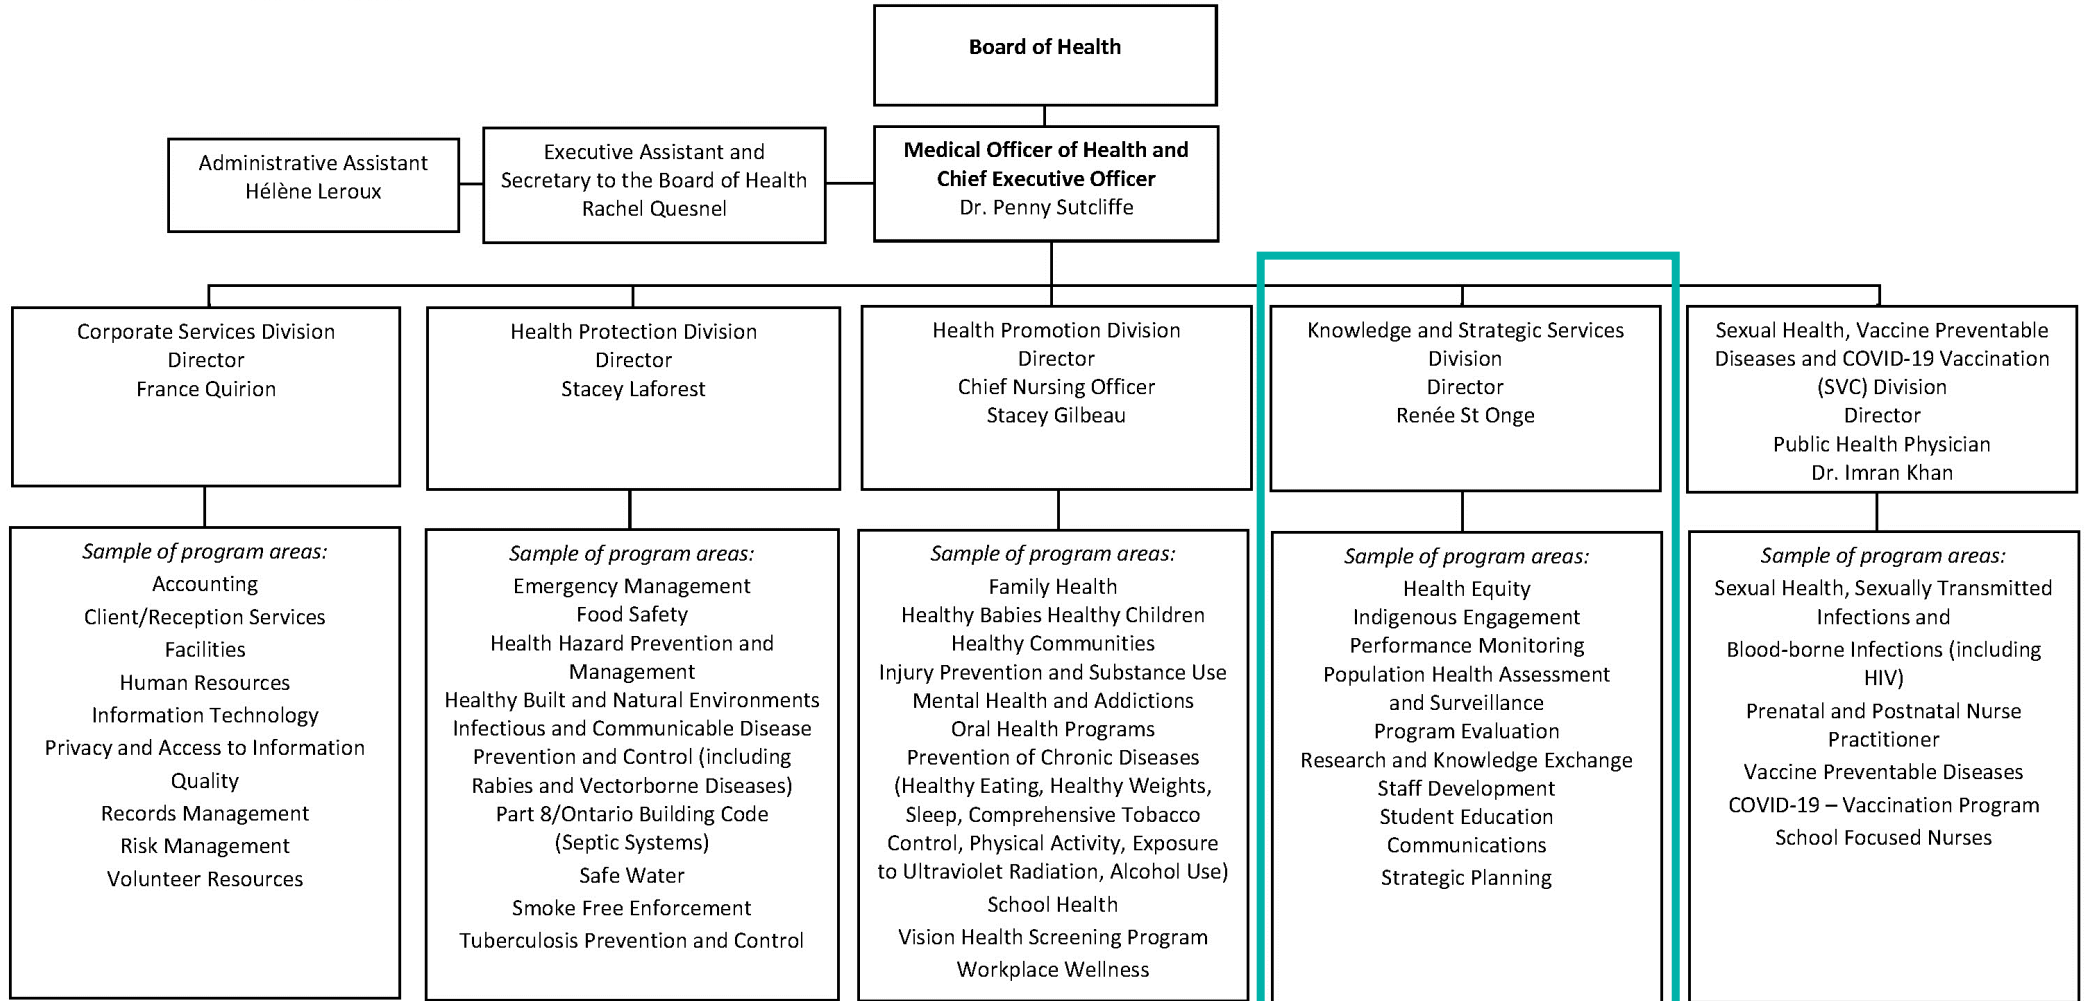 Board of Health
Administrative Assistant
Hélène Leroux
Executive Assistant and
Secretary to the Board of Health
Rachel Quesnel
Medical Officer of Health and
Chief Executive Officer
Dr. Penny Sutcliffe
Corporate Services Division
Director
France Quirion
Health Protection Division
Director
Stacey Laforest
Health Promotion Division
Director
Chief Nursing Officer
Stacey Gilbeau
Knowledge and Strategic Services
Division
Director
Renée St Onge
Sexual Health, Vaccine Preventable
Diseases and COVID-19 Vaccination
(SVC) Division
Director
Public Health Physician
Dr. Imran Khan
Sample of program areas:
Accounting
Client/Reception Services
Facilities
Human Resources
Information Technology
Privacy and Access to Information
Quality
Records Management
Risk Management
Volunteer Resources
Sample of program areas:
Emergency Management
Food Safety
Health Hazard Prevention and
Management
Healthy Built and Natural Environments
Infectious and Communicable Disease
Prevention and Control (including
Rabies and Vectorborne Diseases)
Part 8/Ontario Building Code
(Septic Systems)
Safe Water
Smoke Free Enforcement
Tuberculosis Prevention and Control
Sample of program areas:
Family Health
Healthy Babies Healthy Children
Healthy Communities
Injury Prevention and Substance Use
Mental Health and Addictions
Oral Health Programs
Prevention of Chronic Diseases
(Healthy Eating, Healthy Weights,
Sleep, Comprehensive Tobacco
Control, Physical Activity, Exposure
to Ultraviolet Radiation, Alcohol Use)
School Health
Vision Health Screening Program
Workplace Wellness
Sample of program areas:
Health Equity
Indigenous Engagement
Performance Monitoring
Population Health Assessment
and Surveillance
Program Evaluation
Research and Knowledge Exchange
Staff Development
Student Education
Communications
Strategic Planning
Sample of program areas:
Sexual Health, Sexually Transmitted
Infections and
Blood-borne Infections (including
HIV)
Prenatal and Postnatal Nurse
Practitioner
Vaccine Preventable Diseases
COVID-19 – Vaccination Program
School Focused Nurses